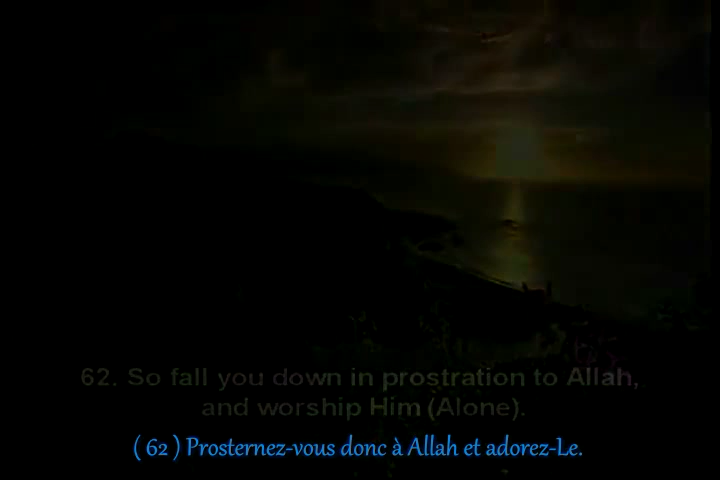 62. So fall you down in prostration to Allah,
and worship Him (Alone).
( 62 ) Prosternez-vous donc à Allah et adorez-Le.